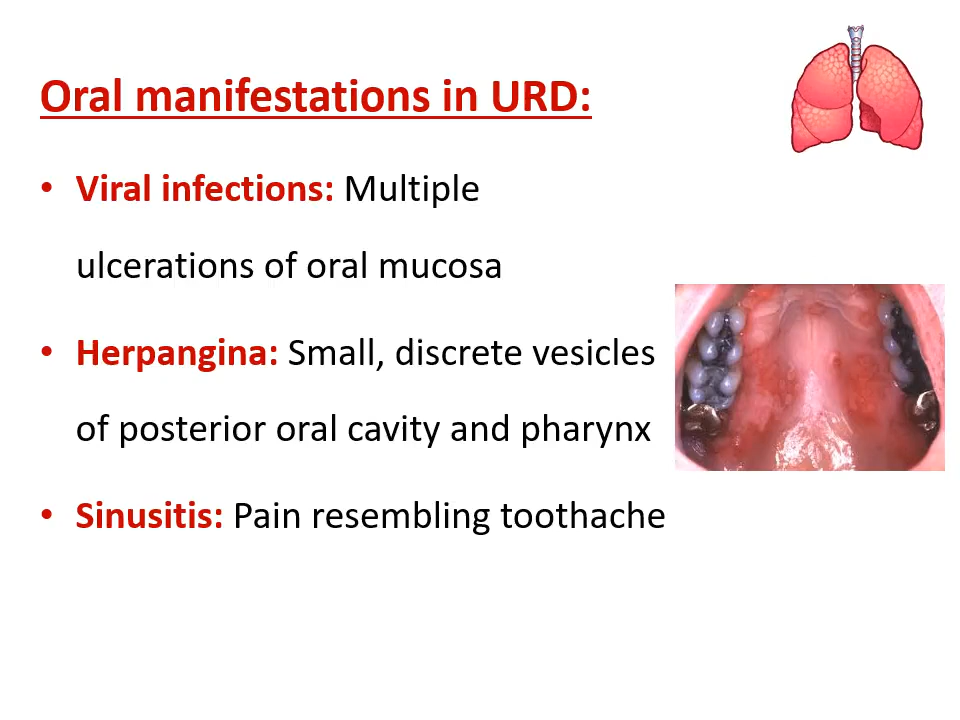 Oral manifestations in URD:
• Viral infections: Multiple
ulcerations of oral mucosa
• Herpangina: Small, discrete vesicles
of posterior oral cavity and pharynx
• Sinusitis: Pain resembling toothache